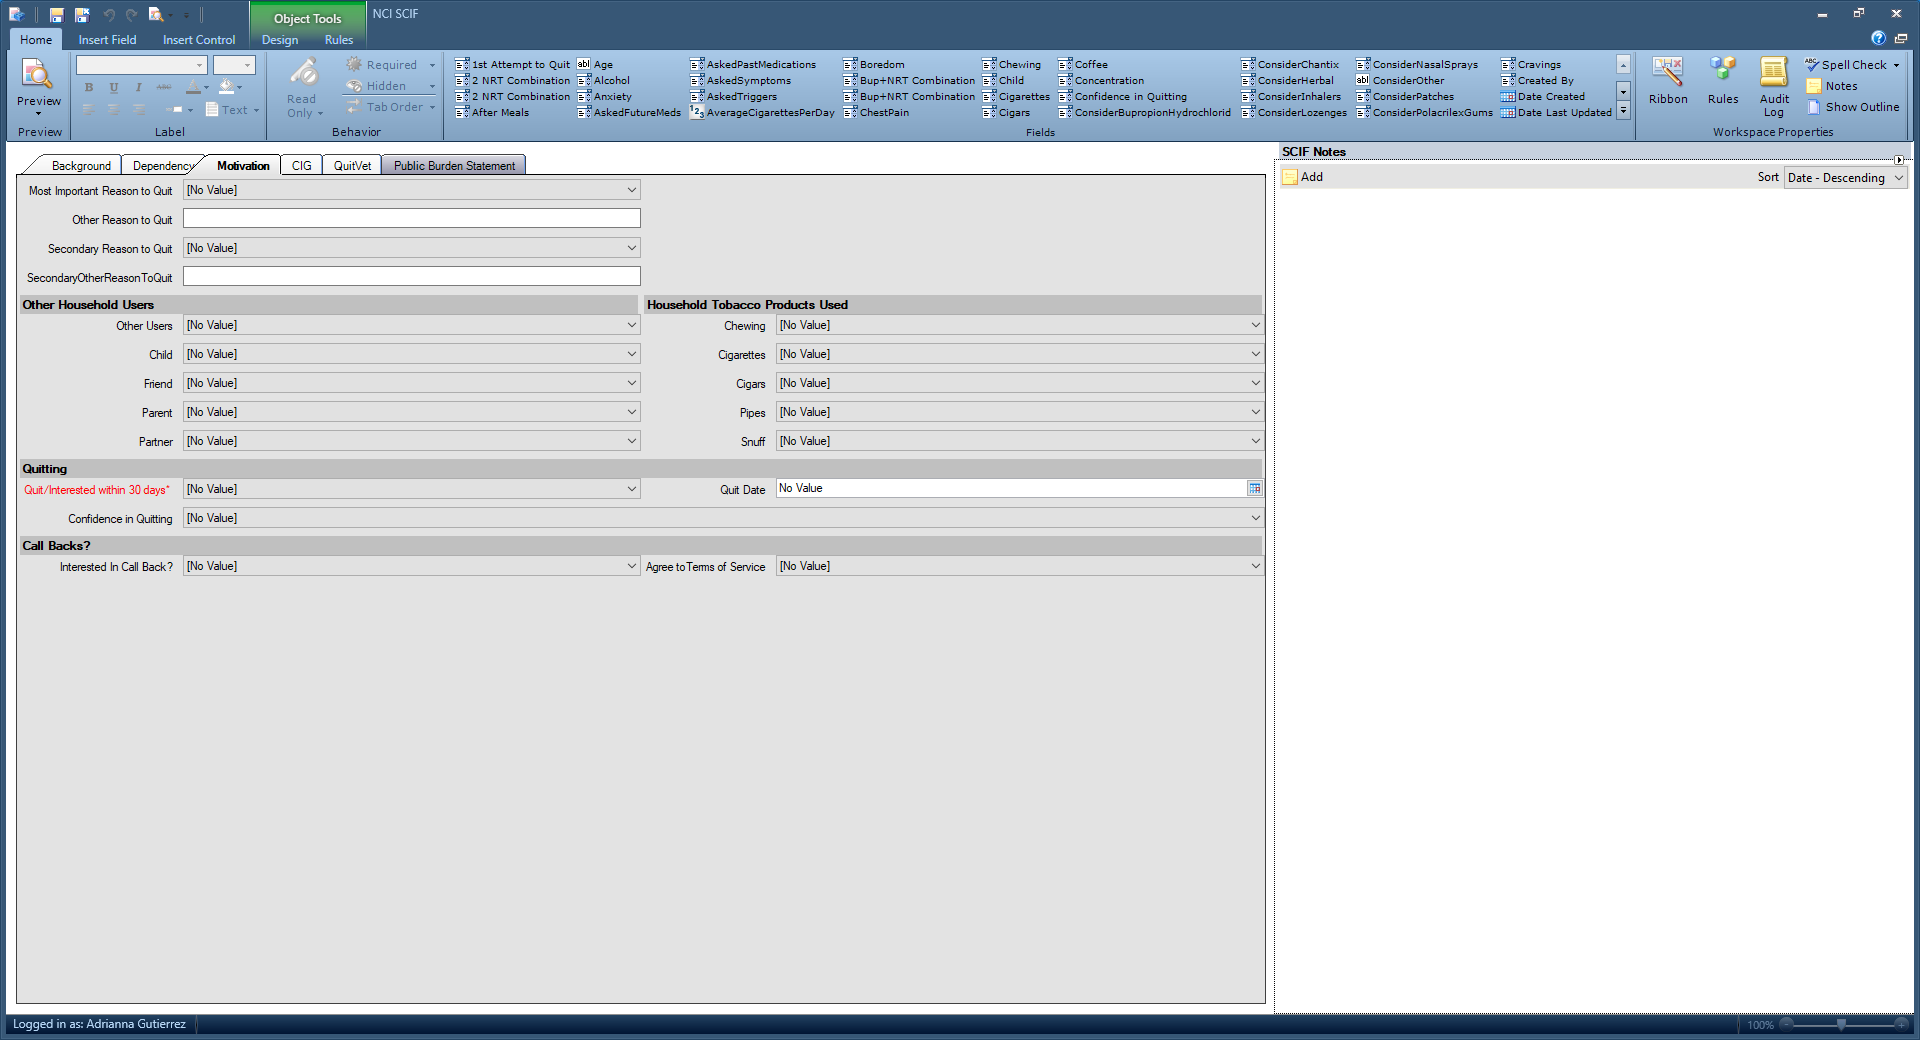 Object Tools
NCI SCIF
Home
Insert Field
Insert Control
Design
Rules
Preview
Preview
B U I ABC
Text
Label
Read Only
Required
Hidden
Tab Order
Behavior
1st Attempt to Quit
2 NRT Combination
2 NRT Combination
After Meals
Age
Alcohol
Anxiety
AskedFutureMeds
AskedPastMedications
AskedSymptoms
AskedTriggers
AverageCigarettesPerDay
Boredom
Bup+NRT Combination
Bup+NRT Combination
ChestPain
Chewing
Child
Cigarettes
Cigars
Coffee
Concentration
Confidence in Quitting
ConsiderBupropionHydrochlorid
ConsiderChantix
ConsiderHerbal
ConsiderInhalers
ConsiderLozenges
ConsiderNasalSprays
ConsiderOther
ConsiderPatches
ConsiderPolacrilexGums
Cravings
Created By
Date Created
Date Last Updated
Fields
Ribbon
Rules
Audit Log
Spell Check
Notes
Show Outline
Workspace Properties
Background
Dependency
Motivation
CIG
QuitVet
Public Burden Statement
Most Important Reason to Quit [No Value]
Other Reason to Quit
Secondary Reason to Quit [No Value]
SecondaryOtherReasonToQuit
Other Household Users
Household Tobacco Products Used
Other Users [No Value]
Chewing [No Value]
Child [No Value]
Cigarettes [No Value]
Friend [No Value]
Cigars [No Value]
Parent [No Value]
Pipes [No Value]
Partner [No Value]
Snuff [No Value]
Quitting
Quit/Interested within 30 days* [No Value]
Quit Date No Value
Confidence in Quitting [No Value]
Call Backs?
Interested In Call Back? [No Value]
Agree to Terms of Service [No Value]
SCIF Notes
Add
Sort Date - Descending
Logged in as: Adrianna Gutierrez
100%